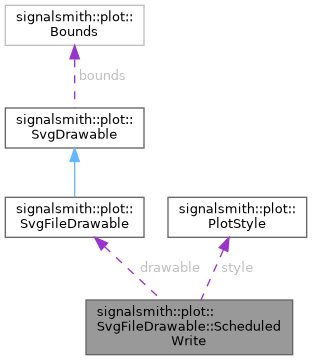 signalsmith::plot::
Bounds
bounds
signalsmith::plot::
SvgDrawable
signalsmith::plot::
SvgFileDrawable
signalsmith::plot::
PlotStyle
drawable
style
signalsmith::plot::
SvgFileDrawable::Scheduled
Write